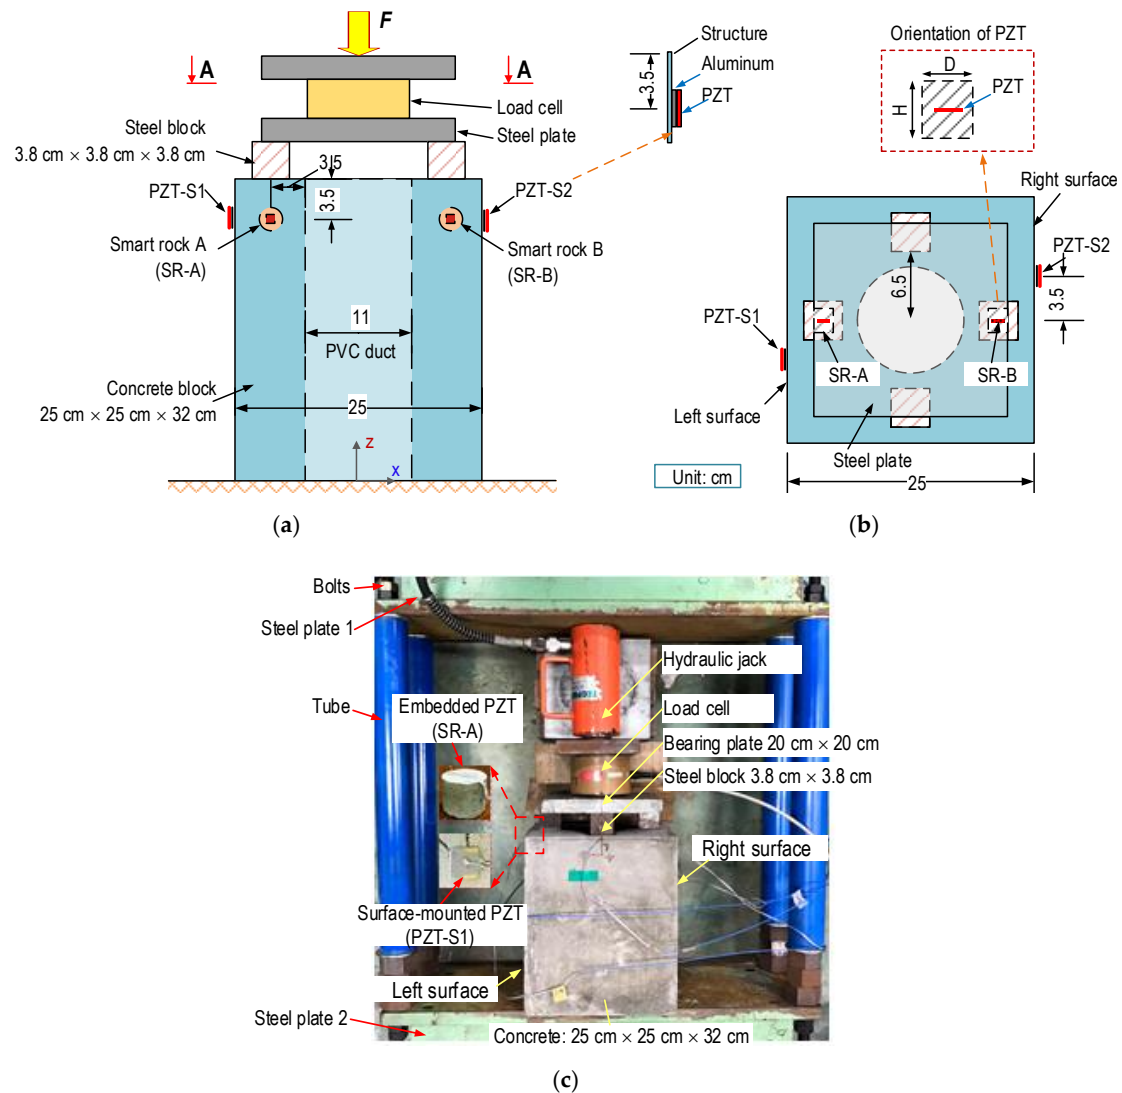 F
A
A
Load cell
Steel plate
Steel block
3.8 cm × 3.8 cm × 3.8 cm
3.5
3.5
PZT-S1
PZT-S2
Smart rock A
(SR-A)
Smart rock B
(SR-B)
11
PVC duct
Concrete block
25 cm × 25 cm × 32 cm
25
z
x
(a)
Structure
Aluminum
PZT
3.5
Orientation of PZT
D
H
PZT
Right surface
PZT-S2
6.5
3.5
PZT-S1
SR-A
SR-B
Left surface
Steel plate
Unit: cm
25
(b)
Bolts
Steel plate 1
Tube
Embedded PZT
(SR-A)
Hydraulic jack
Load cell
Bearing plate 20 cm × 20 cm
Steel block 3.8 cm × 3.8 cm
Right surface
Surface-mounted PZT
(PZT-S1)
Left surface
Steel plate 2
Concrete: 25 cm × 25 cm × 32 cm
(c)